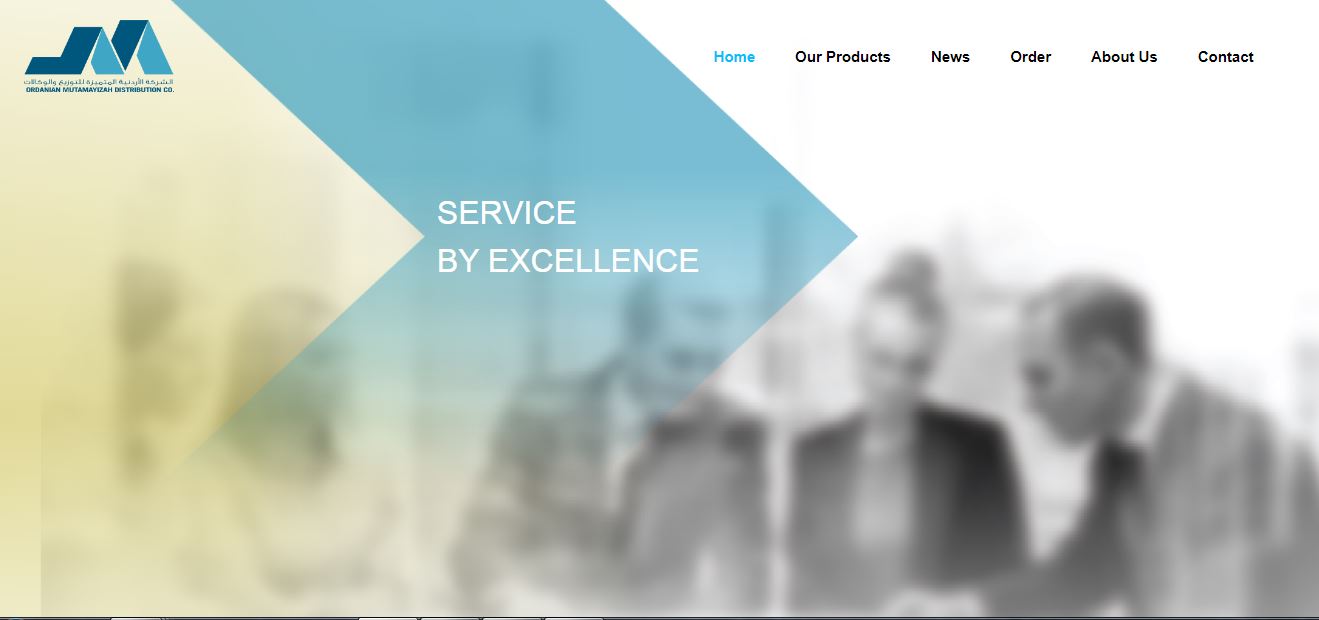 الشركة الأردنية المتميزة للتوزيع والوكالات
ORDANIAN MUTAMAYIZAH DISTRIBUTION CO.
Home Our Products News Order About Us Contact
SERVICE
BY EXCELLENCE